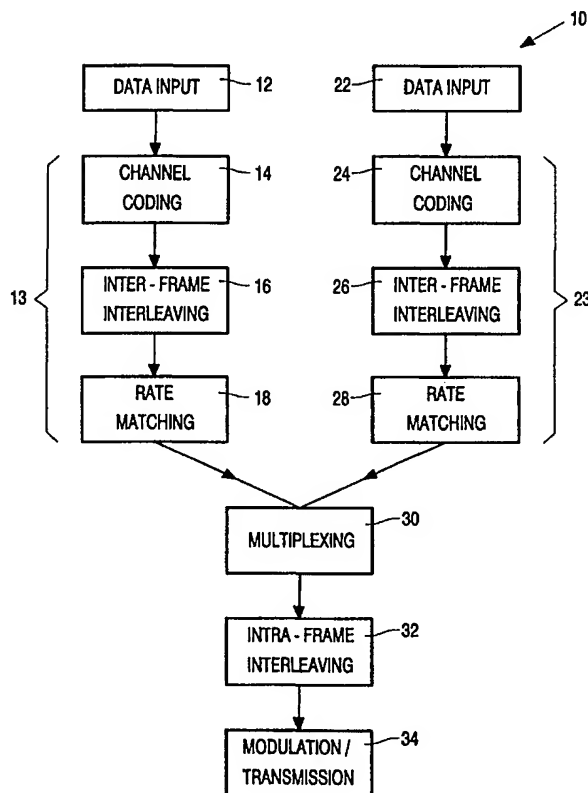 10
DATA INPUT 12
22 DATA INPUT
CHANNEL
CODING 14
24 CHANNEL
CODING
13
INTER - FRAME
INTERLEAVING 16
26 INTER - FRAME
INTERLEAVING
23
RATE
MATCHING 18
28 RATE
MATCHING
MULTIPLEXING 30
INTRA - FRAME
INTERLEAVING 32
MODULATION /
TRANSMISSION 34